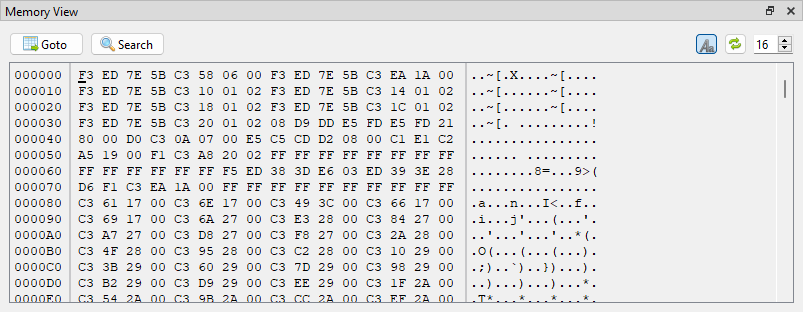 Memory View
Goto Search Aa 16
000000 F3 ED 7E 5B C3 58 06 00 F3 ED 7E 5B C3 EA 1A 00 ..~[.X....~[....
000010 F3 ED 7E 5B C3 10 01 02 F3 ED 7E 5B C3 14 01 02 ..~[......~[....
000020 F3 ED 7E 5B C3 18 01 02 F3 ED 7E 5B C3 1C 01 02 ..~[......~[....
000030 F3 ED 7E 5B C3 20 01 02 08 D9 DD E5 FD E5 FD 21 ..~[. .........!
000040 80 00 D0 C3 0A 07 00 E5 C5 CD D2 08 00 C1 E1 C2 ................
000050 A5 19 00 F1 C3 A8 20 02 FF FF FF FF FF FF FF FF ...... .........
000060 FF FF FF FF FF FF F5 ED 38 3D E6 03 ED 39 3E 28 ........8=...9>(
000070 D6 F1 C3 EA 1A 00 FF FF FF FF FF FF FF FF FF FF ................
000080 C3 61 17 00 C3 6E 17 00 C3 49 3C 00 C3 66 17 00 .a...n...I<..f..
000090 C3 69 17 00 C3 6A 27 00 C3 E3 28 00 C3 84 27 00 .i...j'...(...'.
0000A0 C3 A7 27 00 C3 D8 27 00 C3 F8 27 00 C3 2A 28 00 ..'...'...'..*(.
0000B0 C3 4F 28 00 C3 95 28 00 C3 C2 28 00 C3 10 29 00 .O(...(...(...).
0000C0 C3 3B 29 00 C3 60 29 00 C3 7D 29 00 C3 98 29 00 .;)..`)..})...).
0000D0 C3 B2 29 00 C3 D9 29 00 C3 EE 29 00 C3 1F 2A 00 ..)...)...)...*.
0000E0 C3 54 2A 00 C3 9B 2A 00 C3 CC 2A 00 C3 EF 2A 00 .T*...*...*...*.